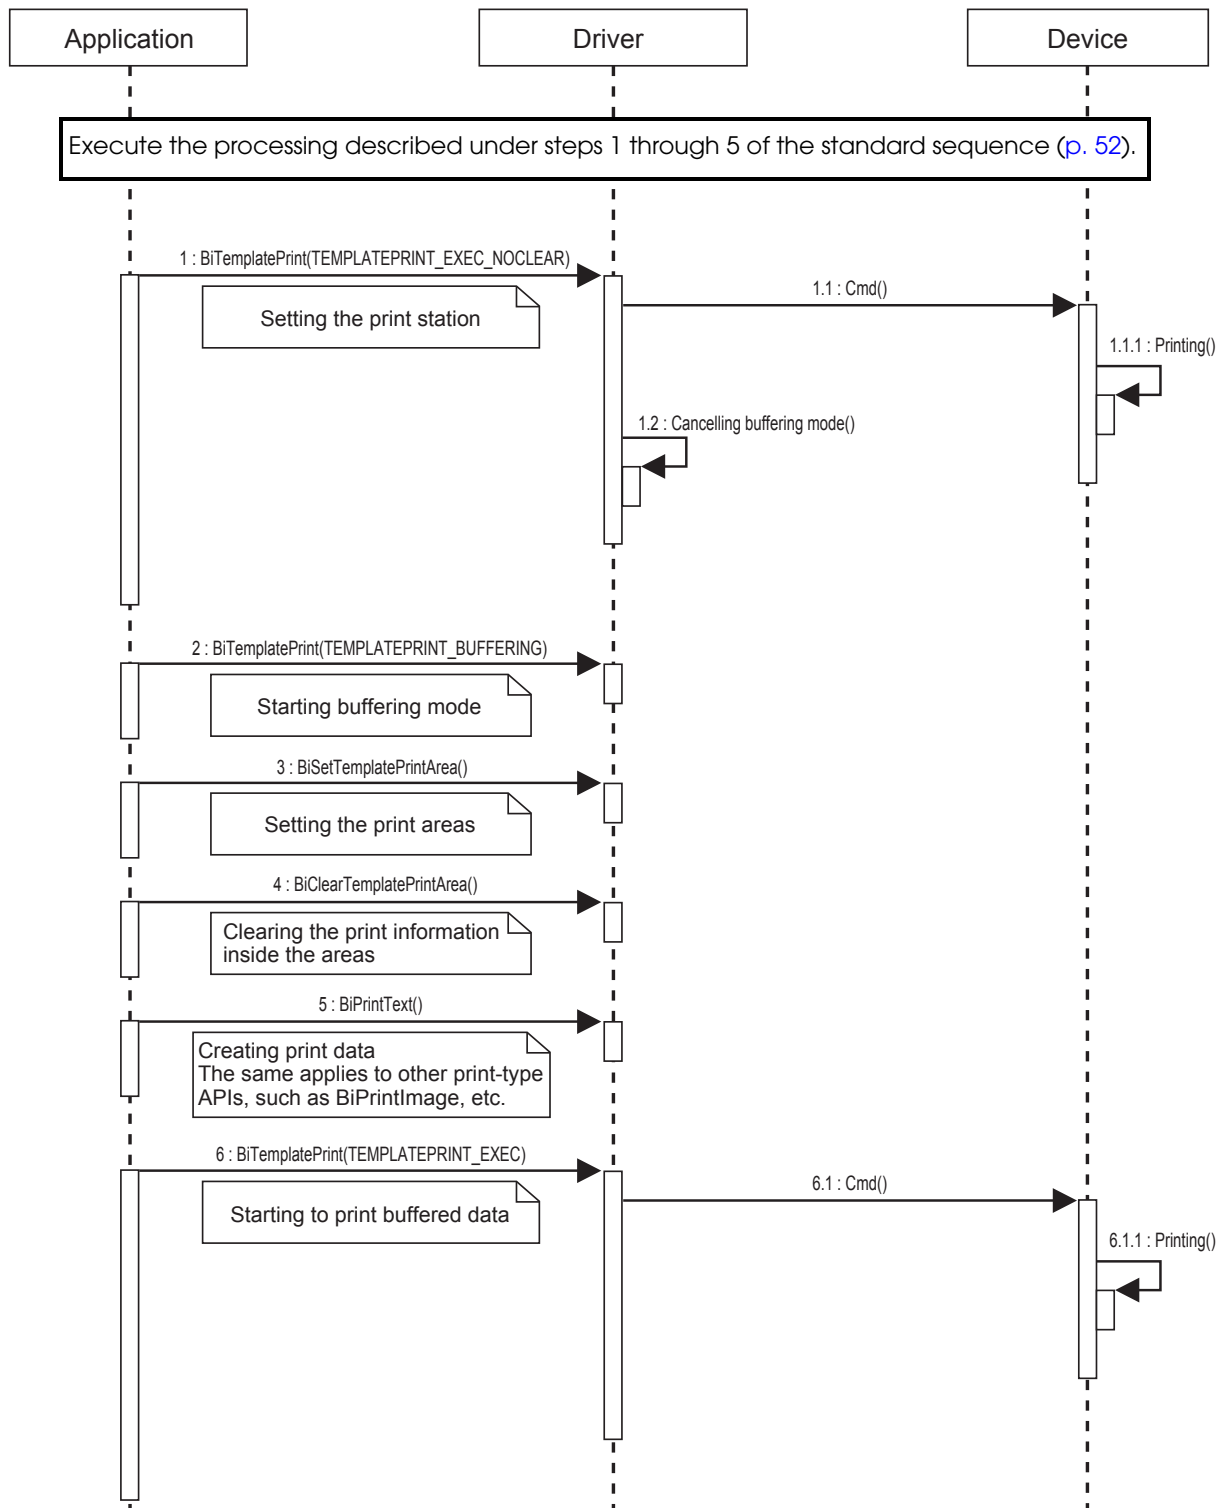 Application
Driver
Device
Execute the processing described under steps 1 through 5 of the standard sequence (p. 52).
1 : BiTemplatePrint(TEMPLATEPRINT_EXEC_NOCLEAR)
Setting the print station
1.1 : Cmd()
1.1.1 : Printing()
1.2 : Cancelling buffering mode()
2 : BiTemplatePrint(TEMPLATEPRINT_BUFFERING)
Starting buffering mode
3 : BiSetTemplatePrintArea()
Setting the print areas
4 : BiClearTemplatePrintArea()
Clearing the print information
inside the areas
5 : BiPrintText()
Creating print data
The same applies to other print-type
APIs, such as BiPrintImage, etc.
6 : BiTemplatePrint(TEMPLATEPRINT_EXEC)
Starting to print buffered data
6.1 : Cmd()
6.1.1 : Printing()